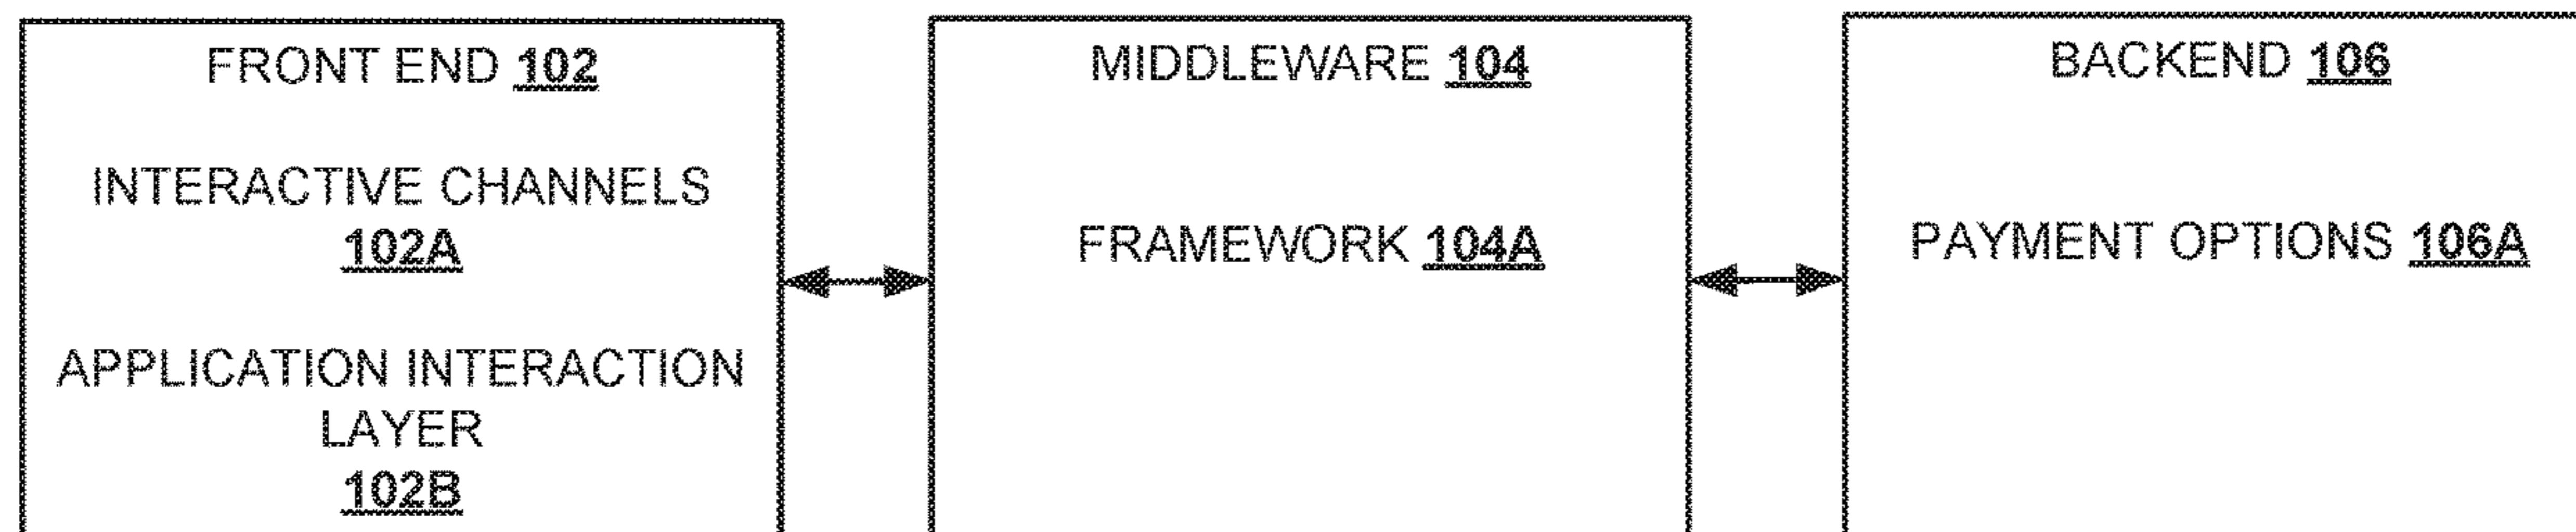 FRONT END 102
INTERACTIVE CHANNELS
102A
APPLICATION INTERACTION
LAYER
102B
MIDDLEWARE 104
FRAMEWORK 104A
BACKEND 106
PAYMENT OPTIONS 106A